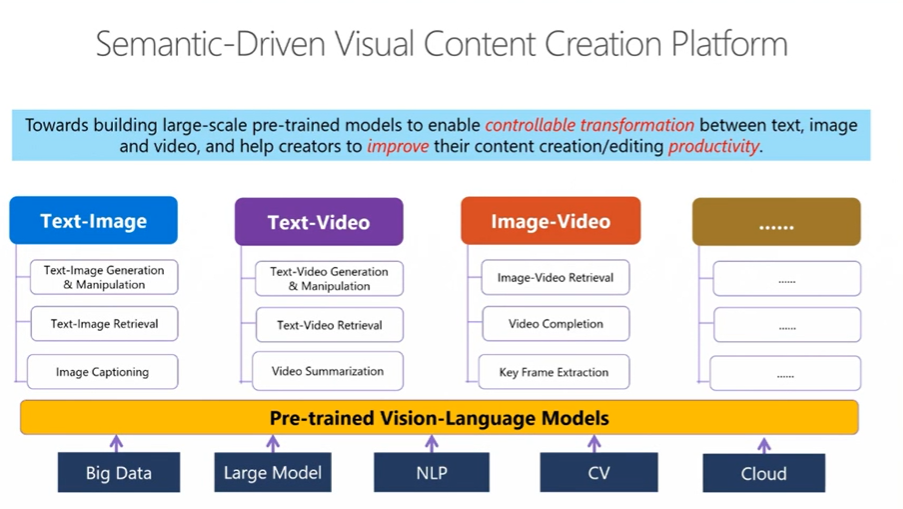 Semantic-Driven Visual Content Creation Platform
Towards building large-scale pre-trained models to enable controllable transformation between text, image
and video, and help creators to improve their content creation/editing productivity.
Text-Image
Text-Image Generation
& Manipulation
Text-Image Retrieval
Image Captioning
Text-Video
Text-Video Generation
& Manipulation
Text-Video Retrieval
Video Summarization
Image-Video
Image-Video Retrieval
Video Completion
Key Frame Extraction
......
......
......
......
Pre-trained Vision-Language Models
Big Data
Large Model
NLP
CV
Cloud